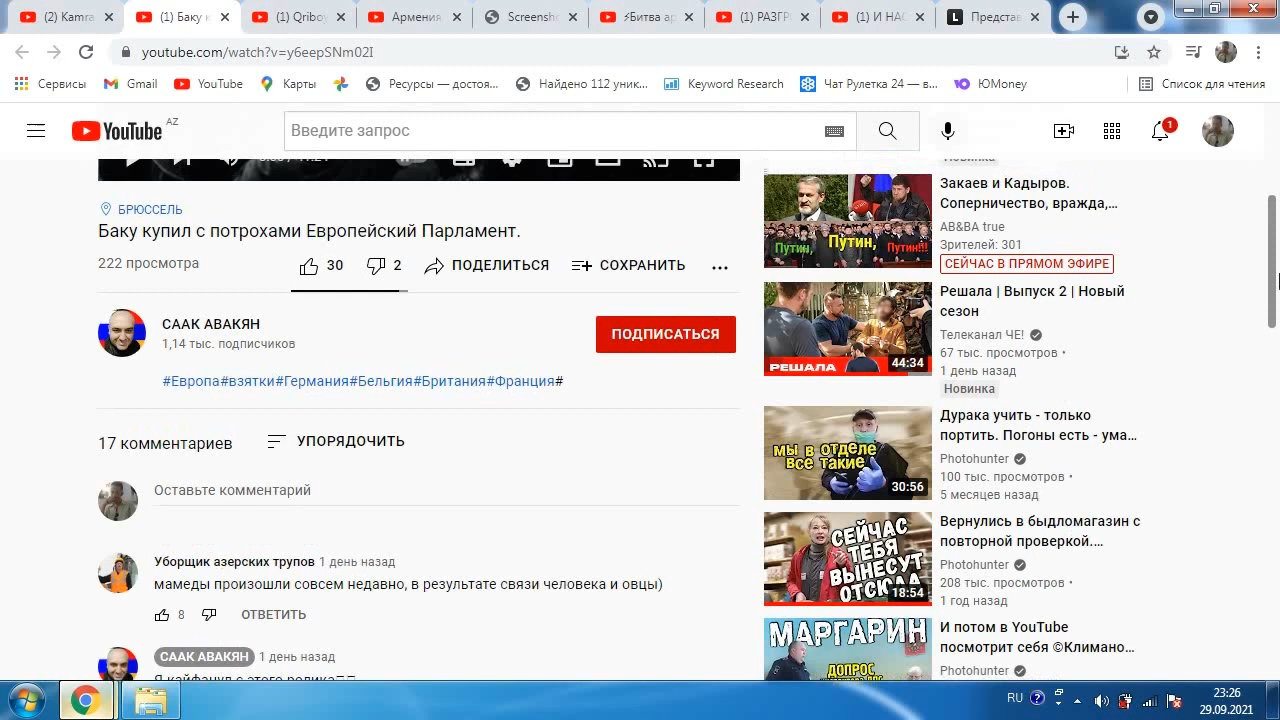 (2) Kamra
(1) Баку к
(1) Qriboy
Армения
Screens
⚡Битва ар
(1) РАЗГР
(1) И НАС
Представ
youtube.com/watch?v=y6eepSNm02I
Сервисы
Gmail
YouTube
Карты
Ресурсы — достоя...
Найдено 112 уник...
Keyword Research
Чат Рулетка 24 — в...
ЮMoney
Список для чтения
YouTube AZ
Введите запрос
1
БРЮССЕЛЬ
Баку купил с потрохами Европейский Парламент.
222 просмотра
30
2
ПОДЕЛИТЬСЯ
СОХРАНИТЬ
СААК АВАКЯН
1,14 тыс. подписчиков
ПОДПИСАТЬСЯ
#Европа#взятки#Германия#Бельгия#Британия#Франция#
17 комментариев
УПОРЯДОЧИТЬ
Оставьте комментарий
Уборщик азерских трупов 1 день назад
мамеды произошли совсем недавно, в результате связи человека и овцы)
8
ОТВЕТИТЬ
СААК АВАКЯН 1 день назад
Новинка
Путин, Путин, Путин!!!
Закаев и Кадыров.
Соперничество, вражда,...
AB&BA true
Зрителей: 301
СЕЙЧАС В ПРЯМОМ ЭФИРЕ
РЕШАЛА
44:34
Решала | Выпуск 2 | Новый
сезон
Телеканал ЧЕ!
67 тыс. просмотров •
1 день назад
Новинка
МЫ В ОТДЕЛЕ
ВСЕ ТАКИЕ
30:56
Дурака учить - только
портить. Погоны есть - ума...
Photohunter
100 тыс. просмотров •
5 месяцев назад
СЕЙЧАС
ТЕБЯ
ВЫНЕСУТ
ОТСЮДА
18:54
Вернулись в быдломагазин с
повторной проверкой....
Photohunter
208 тыс. просмотров •
1 год назад
МАРГАРИН
ДОПРОС
И потом в YouTube
посмотрит себя ©Климано...
Photohunter
RU
23:26
29.09.2021